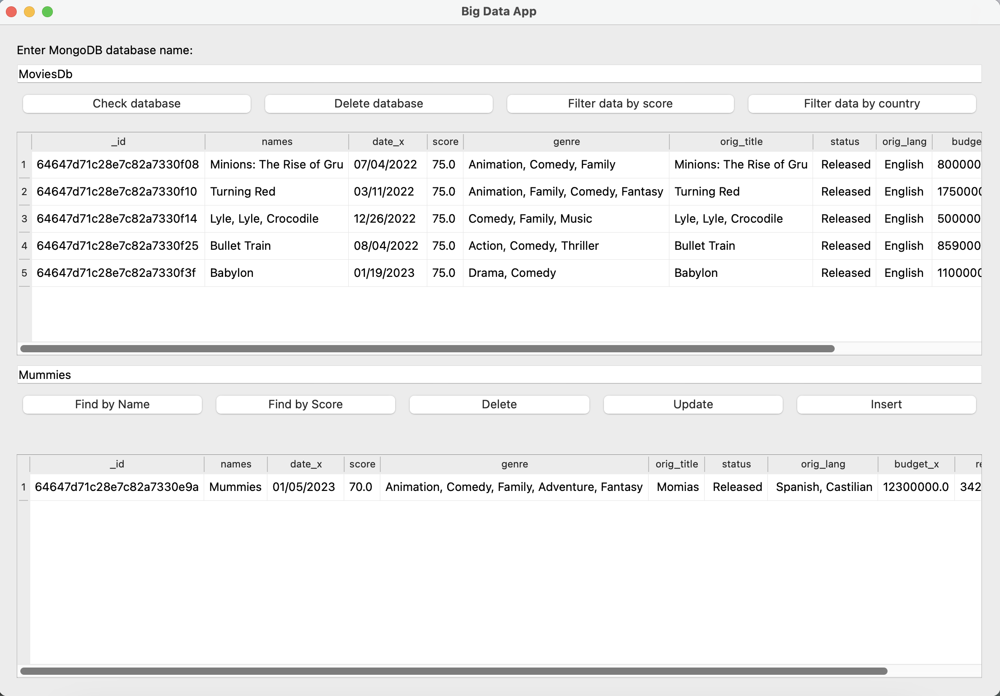 Big Data App
Enter MongoDB database name:
MoviesDb
Check database Delete database Filter data by score Filter data by country
_id names date_x score genre orig_title status orig_lang budge
1 64647d71c28e7c82a7330f08 Minions: The Rise of Gru 07/04/2022 75.0 Animation, Comedy, Family Minions: The Rise of Gru Released English 800000
2 64647d71c28e7c82a7330f10 Turning Red 03/11/2022 75.0 Animation, Family, Comedy, Fantasy Turning Red Released English 1750000
3 64647d71c28e7c82a7330f14 Lyle, Lyle, Crocodile 12/26/2022 75.0 Comedy, Family, Music Lyle, Lyle, Crocodile Released English 500000
4 64647d71c28e7c82a7330f25 Bullet Train 08/04/2022 75.0 Action, Comedy, Thriller Bullet Train Released English 859000
5 64647d71c28e7c82a7330f3f Babylon 01/19/2023 75.0 Drama, Comedy Babylon Released English 1100000
Mummies
Find by Name Find by Score Delete Update Insert
_id names date_x score genre orig_title status orig_lang budget_x re
1 64647d71c28e7c82a7330e9a Mummies 01/05/2023 70.0 Animation, Comedy, Family, Adventure, Fantasy Momias Released Spanish, Castilian 12300000.0 342